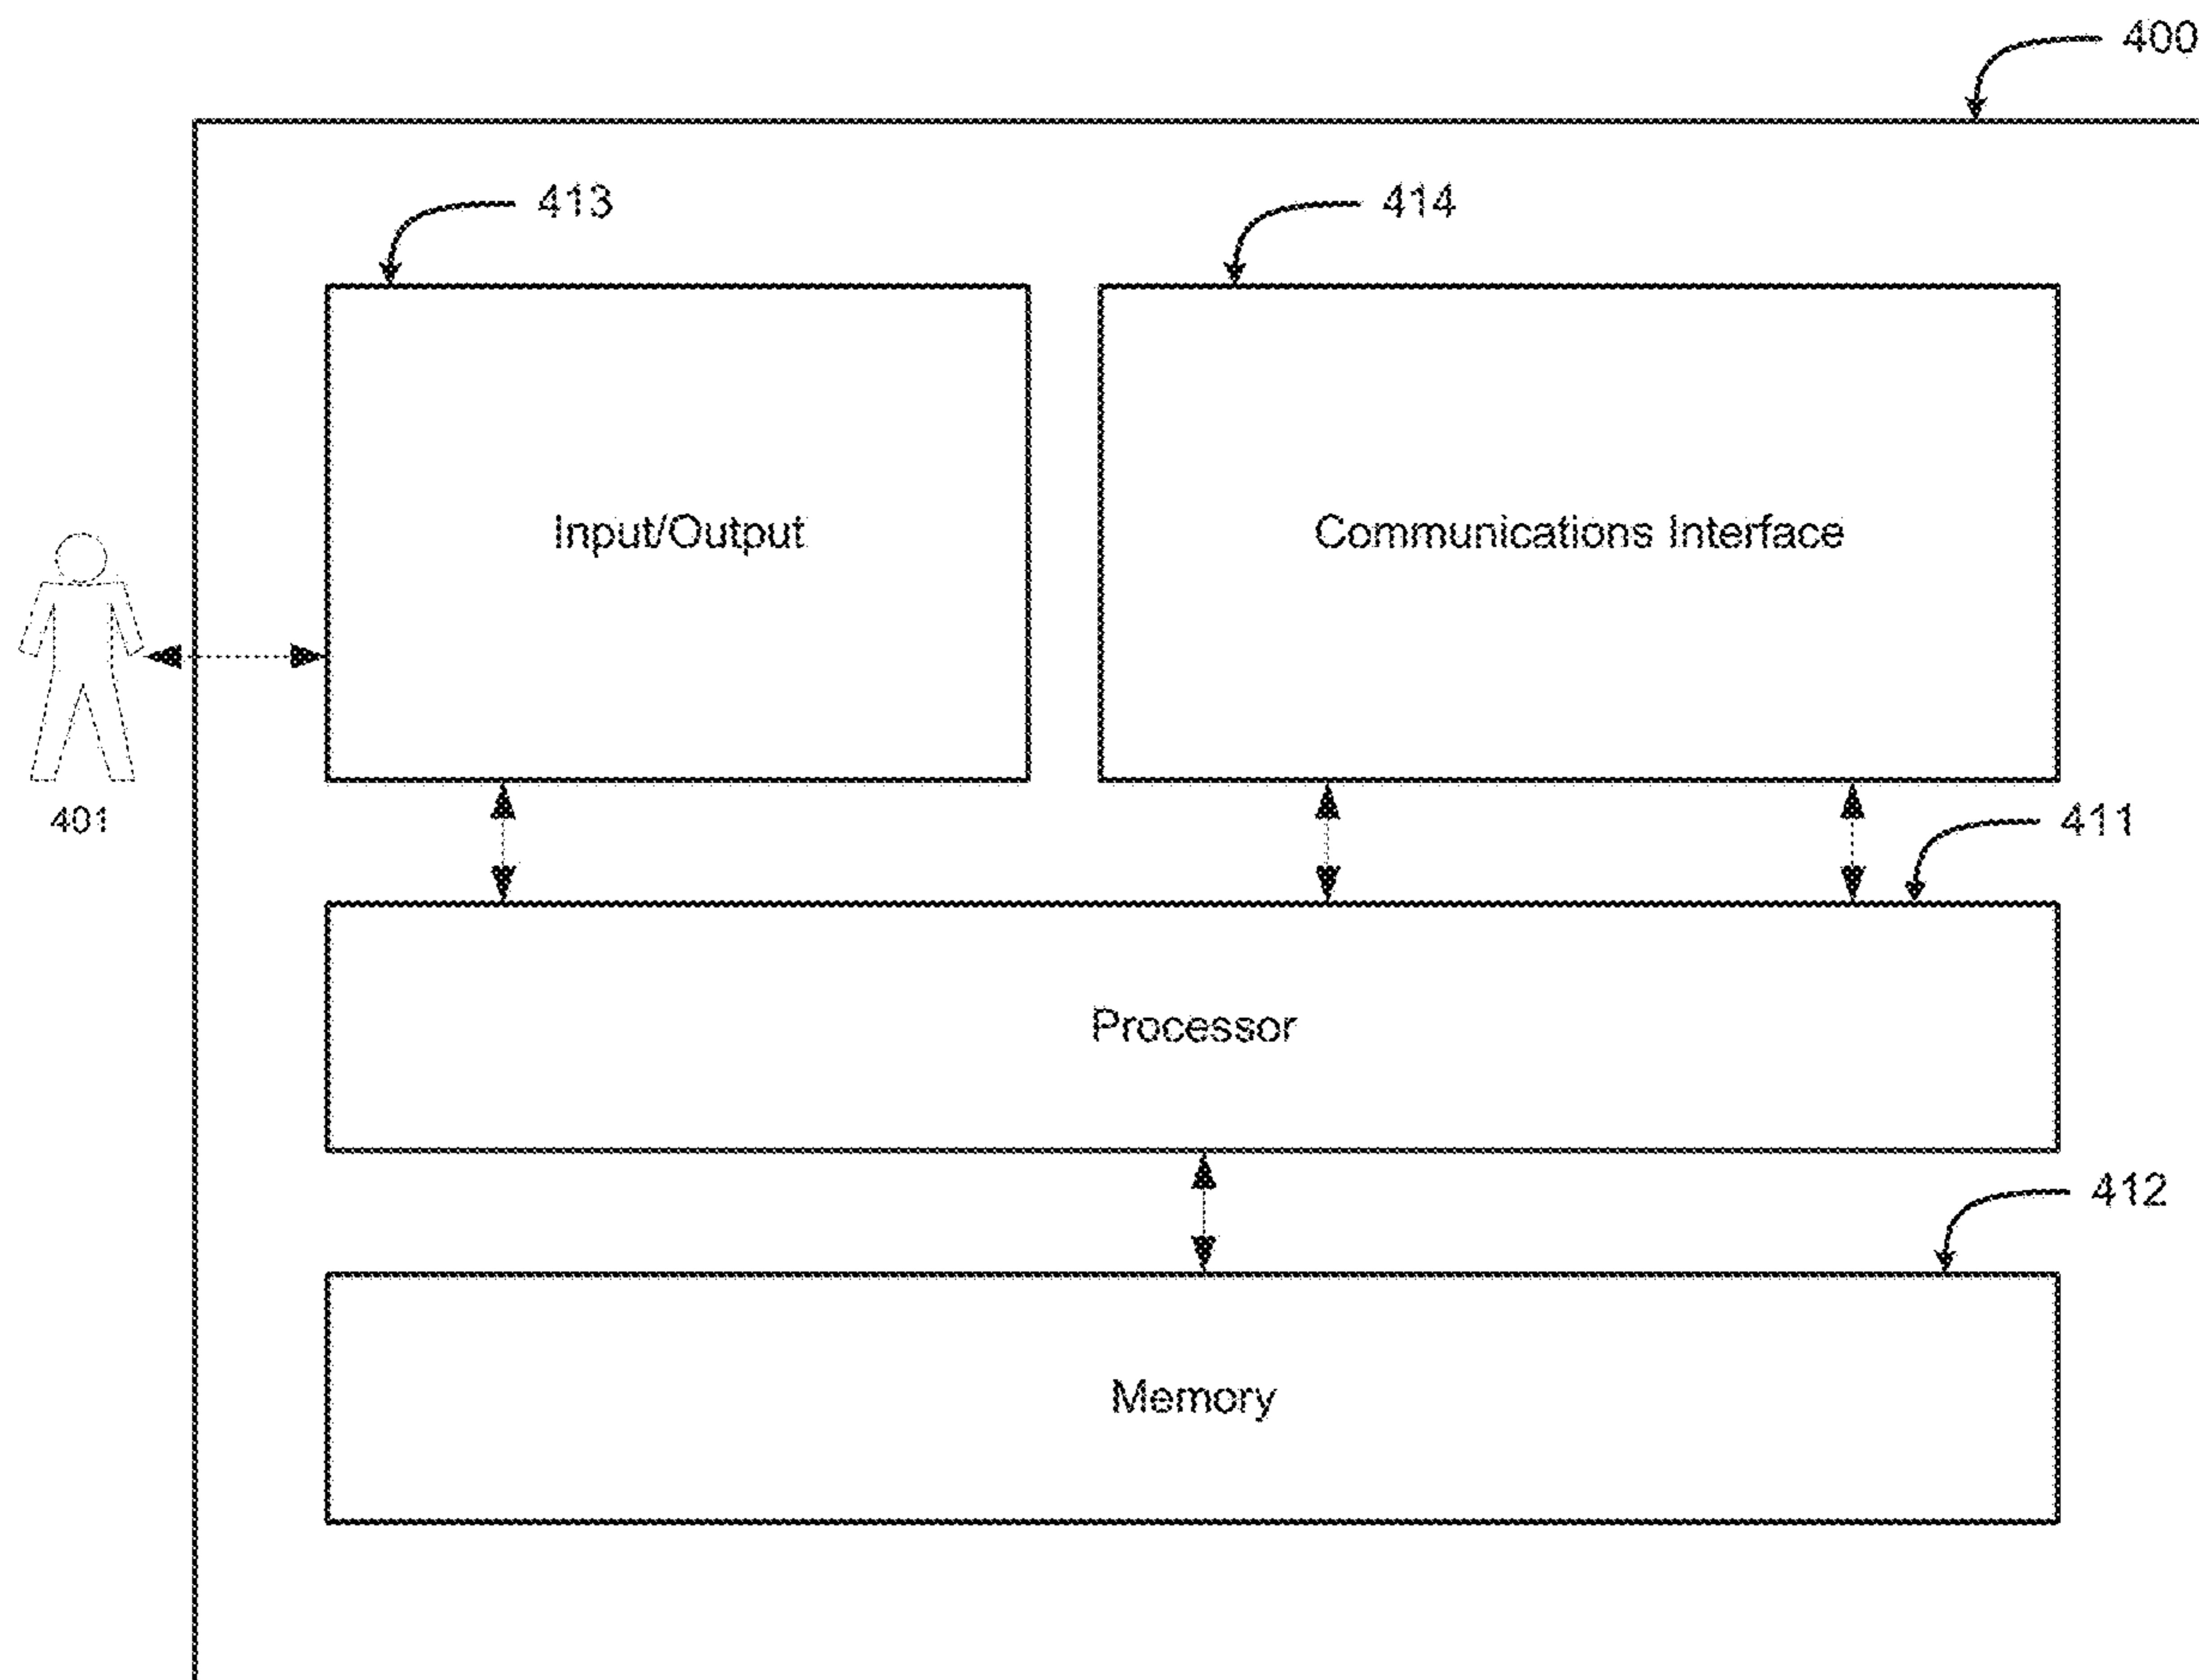 400
413
414
Input/Output
Communications Interface
401
411
Processor
412
Memory